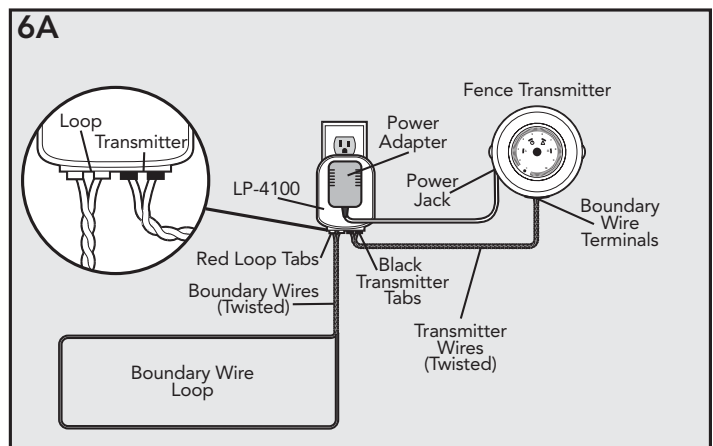 6A
Fence Transmitter
Loop
Transmitter
Power
Adapter
LP-4100
Power
Jack
Boundary
Wire
Terminals
Red Loop Tabs
Black
Transmitter
Tabs
Boundary Wires
(Twisted)
Transmitter
Wires
(Twisted)
Boundary Wire
Loop